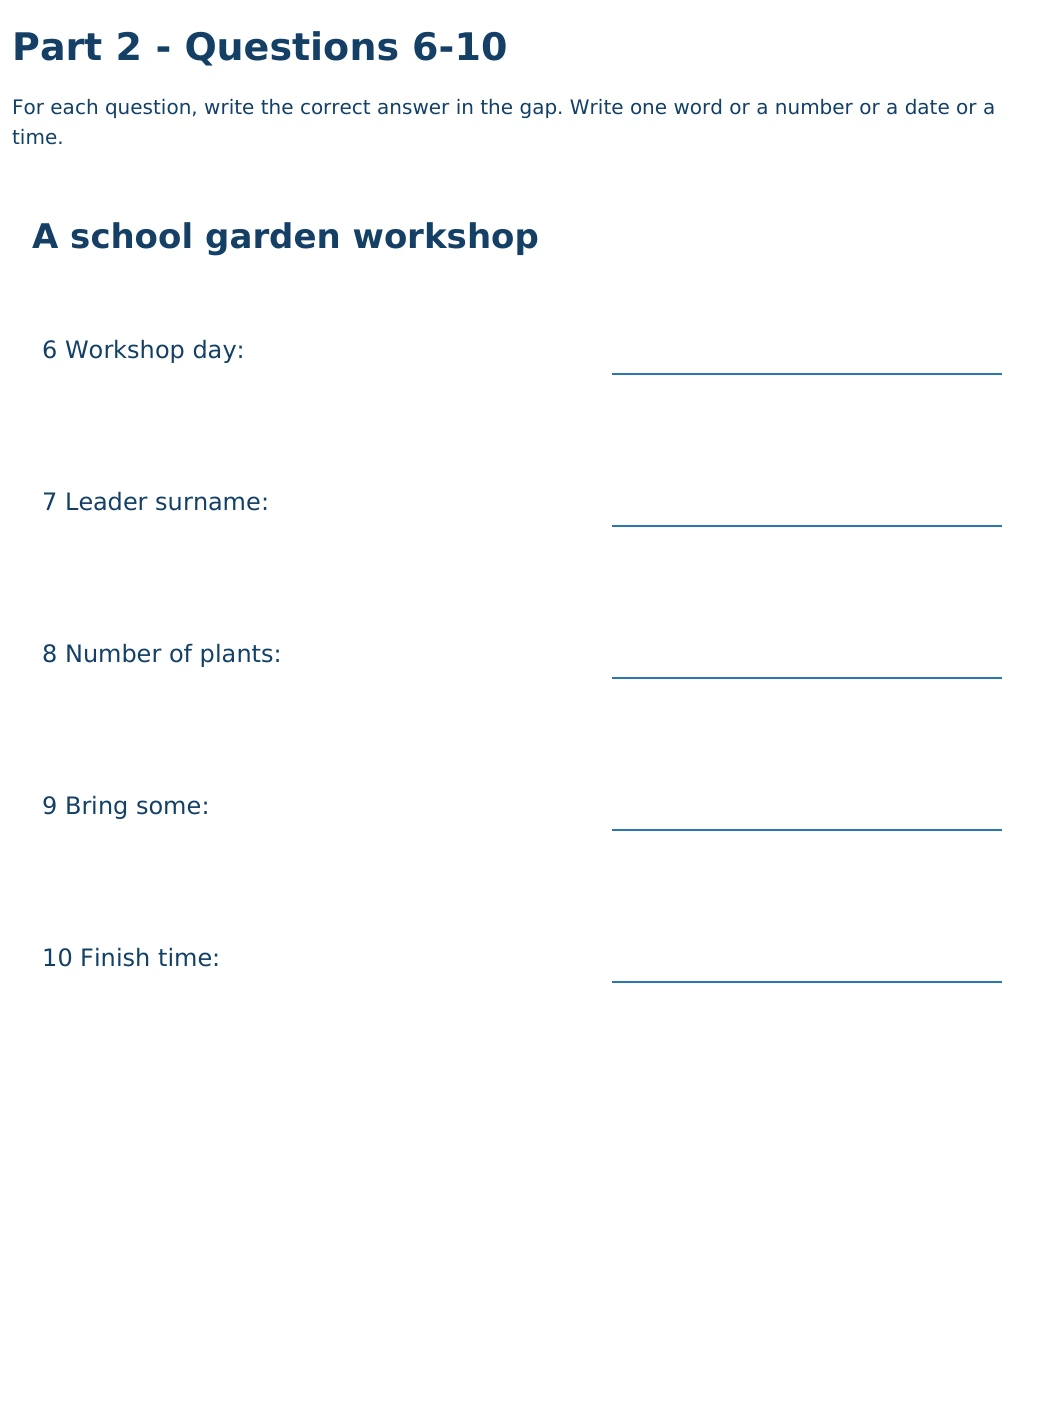 Part 2 - Questions 6-10
For each question, write the correct answer in the gap. Write one word or a number or a date or a
time.
A school garden workshop
6 Workshop day:
7 Leader surname:
8 Number of plants:
9 Bring some:
10 Finish time: